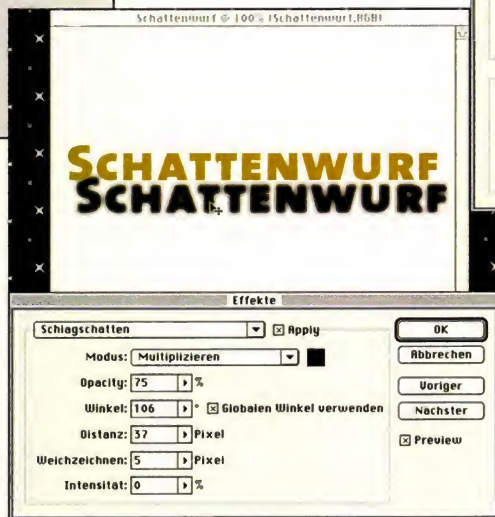 Schattenwurf @ 100% (Schattenwurf,RGB)
SCHATTENWURF
SCHATTENWURF
Effekte
Schlagschatten Apply OK
Modus: Multiplizieren Abbrechen
Opacity: 75 % Voriger
Winkel: 106 ° Globalen Winkel verwenden Nächster
Distanz: 37 Pixel Preview
Weichzeichnen: 5 Pixel
Intensität: 0 %